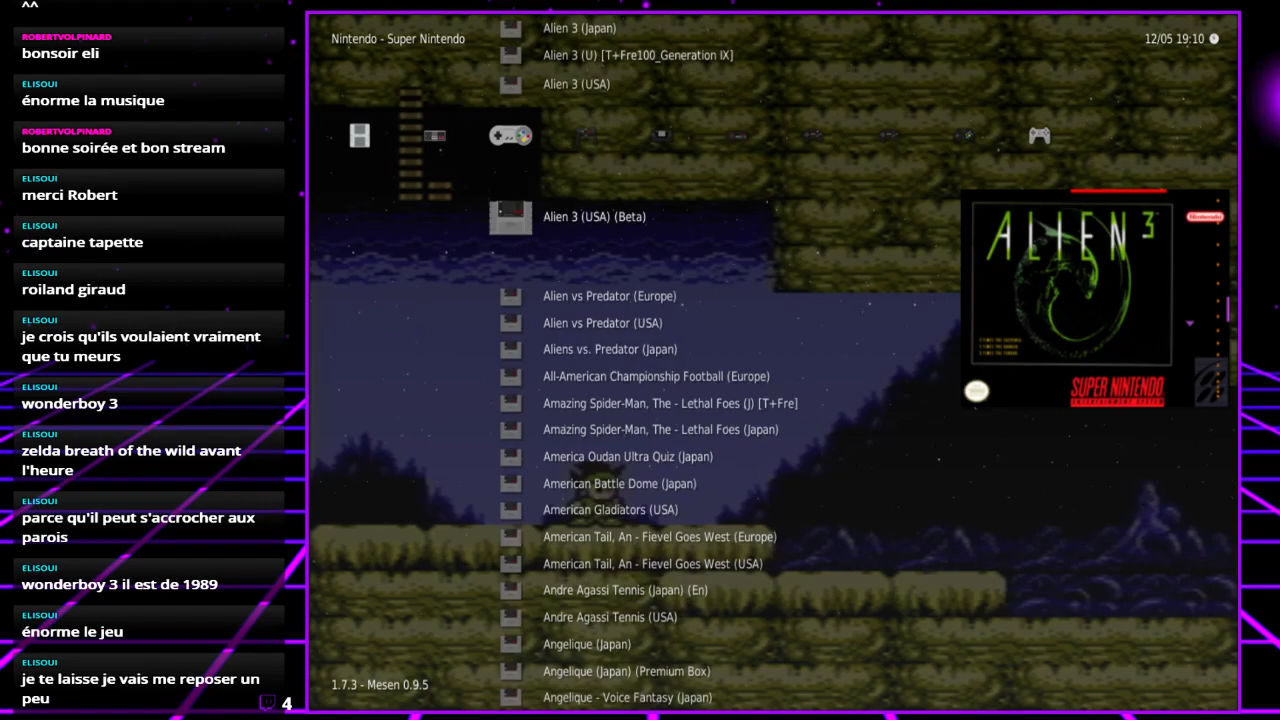 ^^
ROBERTVOLPINARD
bonsoir eli
ELISOUI
énorme la musique
ROBERTVOLPINARD
bonne soirée et bon stream
ELISOUI
merci Robert
ELISOUI
captaine tapette
ELISOUI
roiland giraud
ELISOUI
je crois qu'ils voulaient vraiment
que tu meurs
ELISOUI
wonderboy 3
ELISOUI
zelda breath of the wild avant
l'heure
ELISOUI
parce qu'il peut s'accrocher aux
parois
ELISOUI
wonderboy 3 il est de 1989
ELISOUI
énorme le jeu
ELISOUI
je te laisse je vais me reposer un
peu
4
Nintendo - Super Nintendo
12/05 19:10
Alien 3 (Japan)
Alien 3 (U) [T+Fre100_Generation IX]
Alien 3 (USA)
Alien 3 (USA) (Beta)
Alien vs Predator (Europe)
Alien vs Predator (USA)
Aliens vs. Predator (Japan)
All-American Championship Football (Europe)
Amazing Spider-Man, The - Lethal Foes (J) [T+Fre]
Amazing Spider-Man, The - Lethal Foes (Japan)
America Oudan Ultra Quiz (Japan)
American Battle Dome (Japan)
American Gladiators (USA)
American Tail, An - Fievel Goes West (Europe)
American Tail, An - Fievel Goes West (USA)
Andre Agassi Tennis (Japan) (En)
Andre Agassi Tennis (USA)
Angelique (Japan)
Angelique (Japan) (Premium Box)
Angelique - Voice Fantasy (Japan)
1.7.3 - Mesen 0.9.5
ALIEN 3
Nintendo
SUPER NINTENDO
ENTERTAINMENT SYSTEM